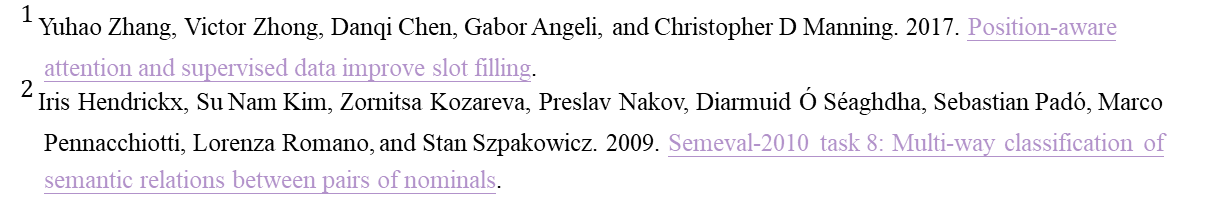 1 Yuhao Zhang, Victor Zhong, Danqi Chen, Gabor Angeli, and Christopher D Manning. 2017. Position-aware
attention and supervised data improve slot filling.
2 Iris Hendrickx, Su Nam Kim, Zornitsa Kozareva, Preslav Nakov, Diarmuid Ó Séaghdha, Sebastian Padó, Marco
Pennacchiotti, Lorenza Romano, and Stan Szpakowicz. 2009. Semeval-2010 task 8: Multi-way classification of
semantic relations between pairs of nominals.